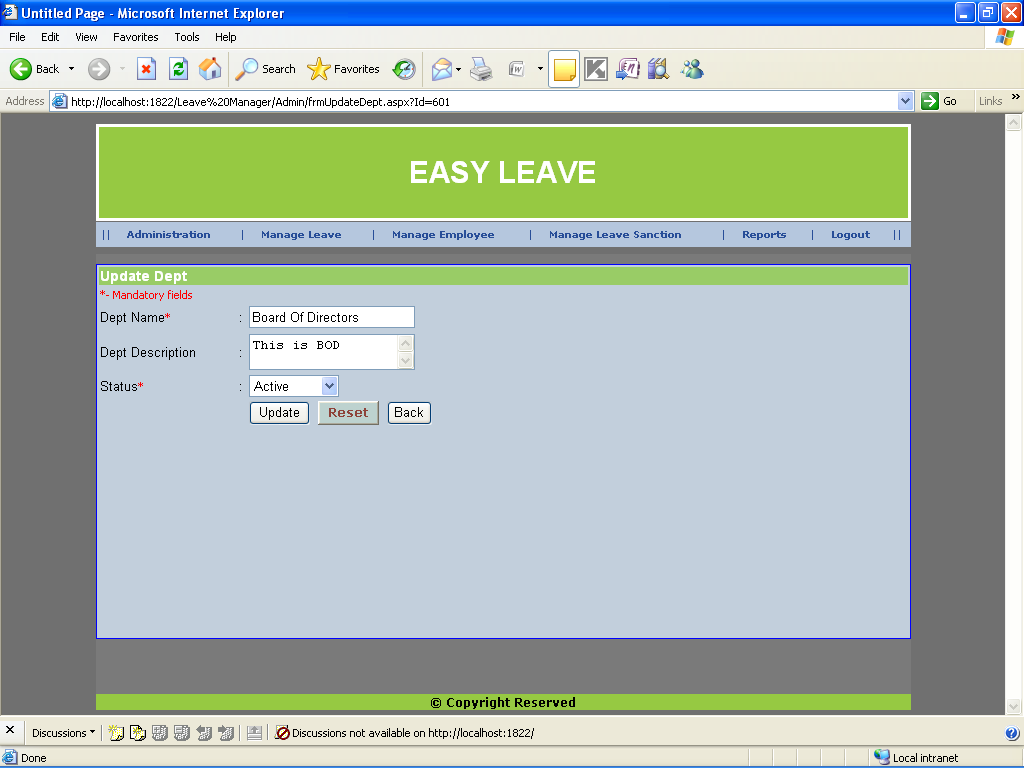 Untitled Page - Microsoft Internet Explorer
File Edit View Favorites Tools Help
Back Search Favorites
Address http://localhost:1822/Leave%20Manager/Admin/frmUpdateDept.aspx?Id=601 Go Links »
EASY LEAVE
|| Administration | Manage Leave | Manage Employee | Manage Leave Sanction | Reports | Logout ||
Update Dept
*- Mandatory fields
Dept Name* : Board Of Directors
Dept Description : This is BOD
Status* : Active
Update Reset Back
© Copyright Reserved
Discussions Discussions not available on http://localhost:1822/
Done Local intranet